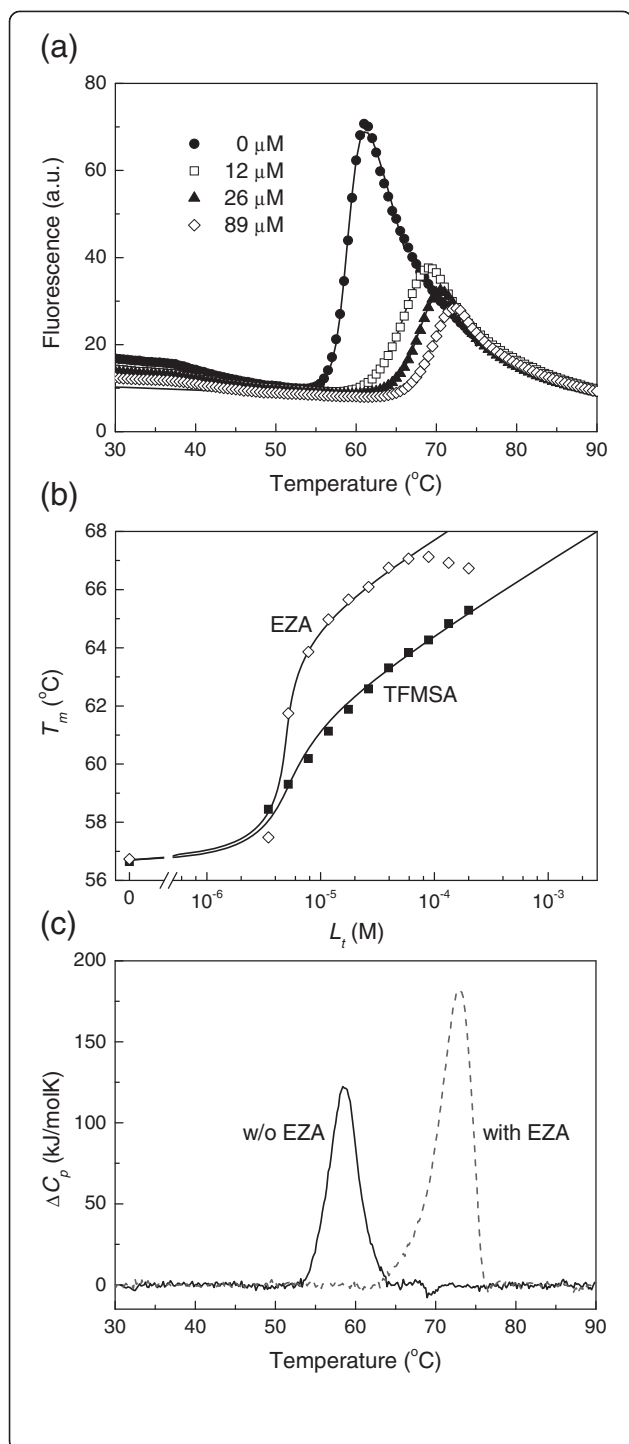 (a)
80
60
40
20
0
Fluorescence (a.u.)
0 μM
12 μM
26 μM
89 μM
30 40 50 60 70 80 90
Temperature (°C)
(b)
68
66
64
62
60
58
56
T_m (°C)
EZA
TFMSA
0 10⁻⁶ 10⁻⁵ 10⁻⁴ 10⁻³
L_t (M)
(c)
200
150
100
50
0
ΔC_p (kJ/molK)
w/o EZA
with EZA
30 40 50 60 70 80 90
Temperature (°C)